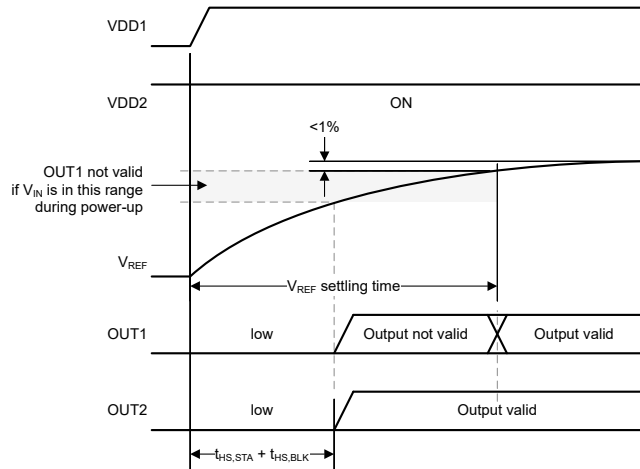 VDD1
VDD2
ON
<1%
OUT1 not valid
if VIN is in this range
during power-up
VREF
VREF settling time
OUT1
low
Output not valid
Output valid
OUT2
low
Output valid
tHS,STA + tHS,BLK